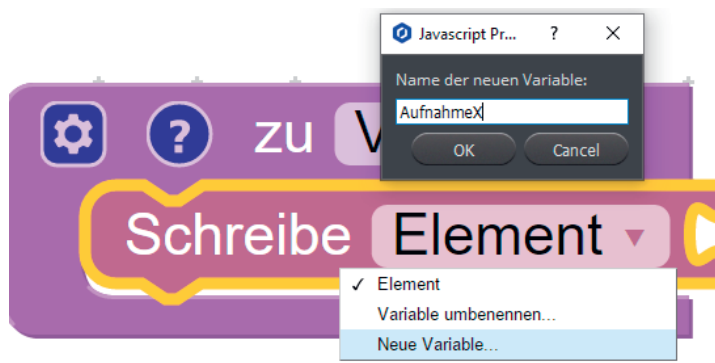 Javascript Pr... ?
Name der neuen Variable:
AufnahmeX
OK Cancel
? zu V
Schreibe Element
✓ Element
Variable umbenennen...
Neue Variable...